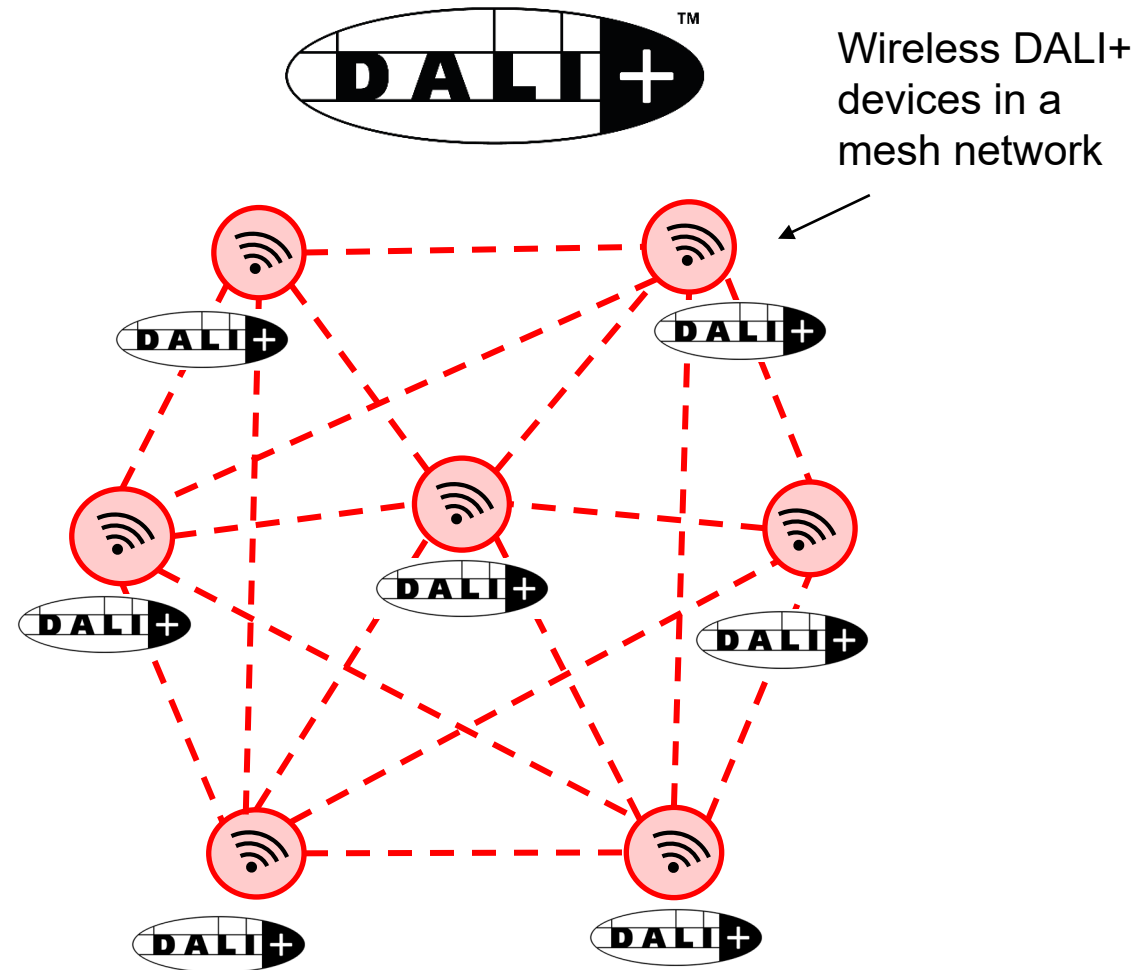 DALI+™
Wireless DALI+
devices in a
mesh network
DALI+
DALI+
DALI+
DALI+
DALI+
DALI+
DALI+